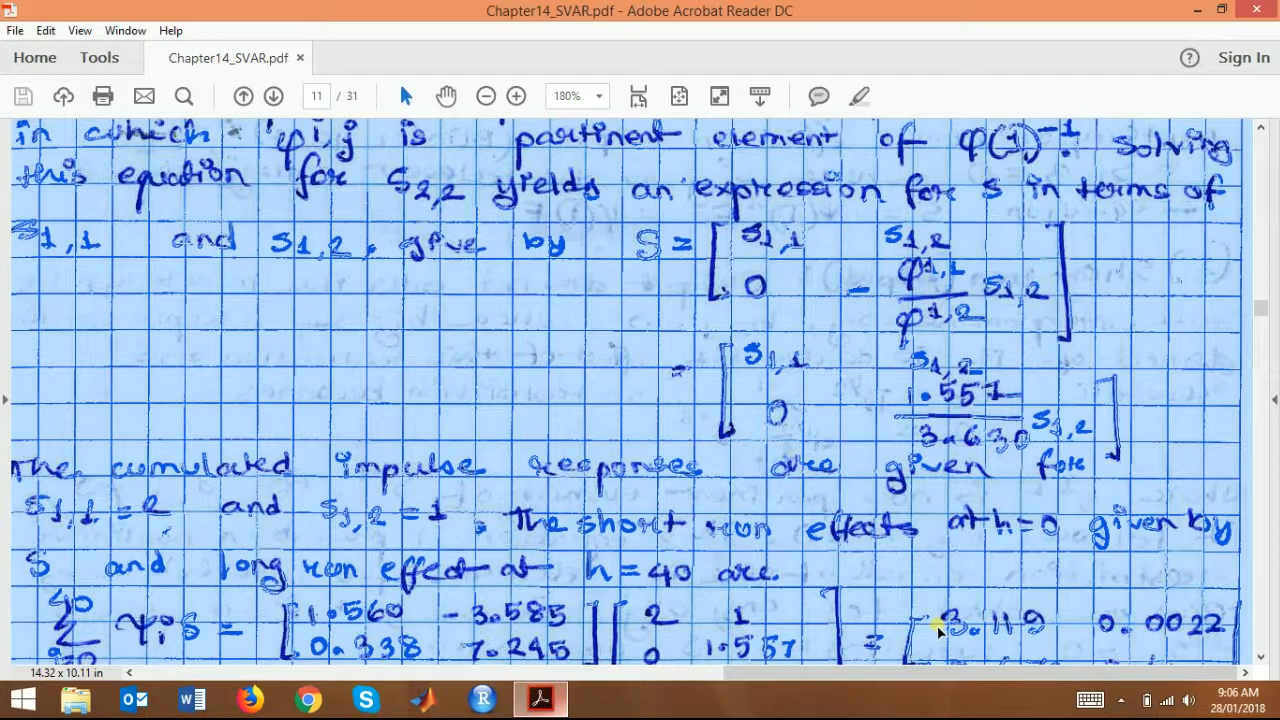 Chapter14_SVAR.pdf - Adobe Acrobat Reader DC
File Edit View Window Help
Home Tools Chapter14_SVAR.pdf × Sign In
11 / 31 180%
in which φi,j is partinent element of φ(1)⁻¹. Solving
this equation for S2,2 yields an expression for S in terms of
S1,1 and S1,2, give by S = [ S1,1 S1,2
0 - φ1,1/φ1,2 S1,2 ]
= [ S1,1 S1,2
0 1.557/3.630 S1,2 ]
The cumulated impulse responses are given for
S1,1 = 2 and S1,2 = 1. The short run effects at h=0 given by
S and long run effect at h=40 are.
40
Σ Ψi S = [ 1.560 -3.585 ] [ 2 1 ] = [ 3.119 0.0022
0.338 7.245 0 1.557
14.32 x 10.11 in
9:06 AM
28/01/2018